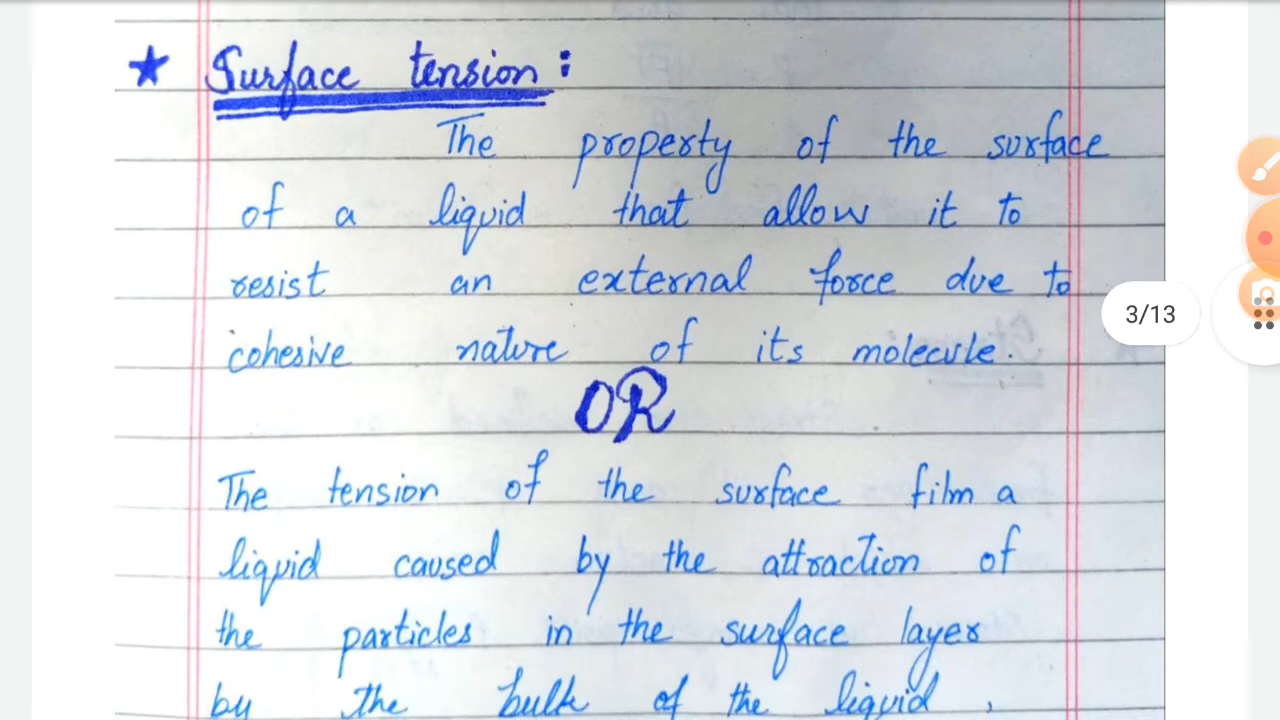 ★ Surface tension :
The property of the surface
of a liquid that allow it to
resist an external force due to
cohesive nature of its molecule.
OR
The tension of the surface film a
liquid caused by the attraction of
the particles in the surface layer
by the bulk of the liquid ,
3/13